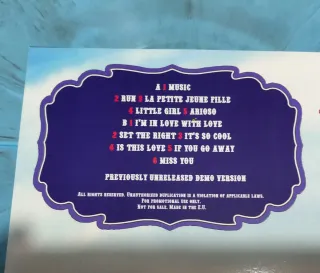 A 1 MUSIC
2 RUN 3 LA PETITE JEUNE FILLE
4 LITTLE GIRL 5 ARIOSO
B 1 I'M IN LOVE WITH LOVE
2 SET THE RIGHT 3 IT'S SO COOL
4 IS THIS LOVE 5 IF YOU GO AWAY
6 MISS YOU
PREVIOUSLY UNRELEASED DEMO VERSION
ALL RIGHTS RESERVED. UNAUTHORIZED DUPLICATION IS A VIOLATION OF APPLICABLE LAWS.
FOR PROMOTIONAL USE ONLY.
NOT FOR SALE. MADE IN THE E.U.